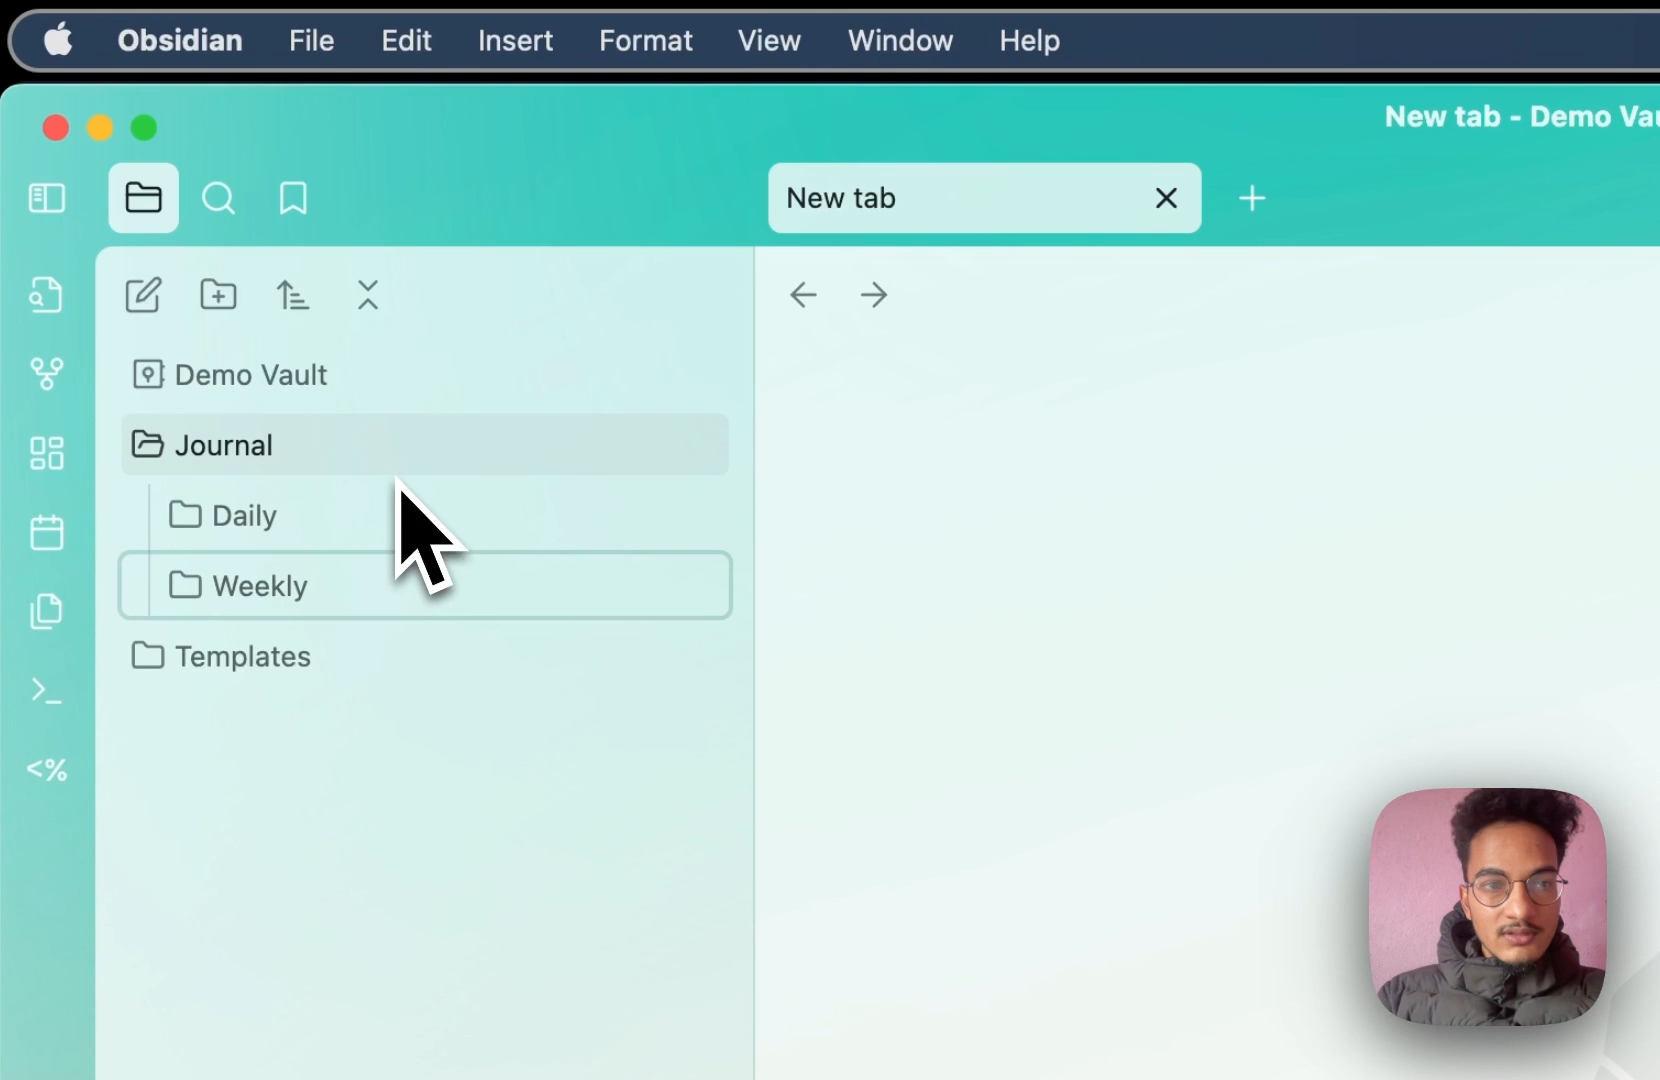 Obsidian File Edit Insert Format View Window Help
New tab - Demo Vau
New tab
Demo Vault
Journal
Daily
Weekly
Templates
>_
<%